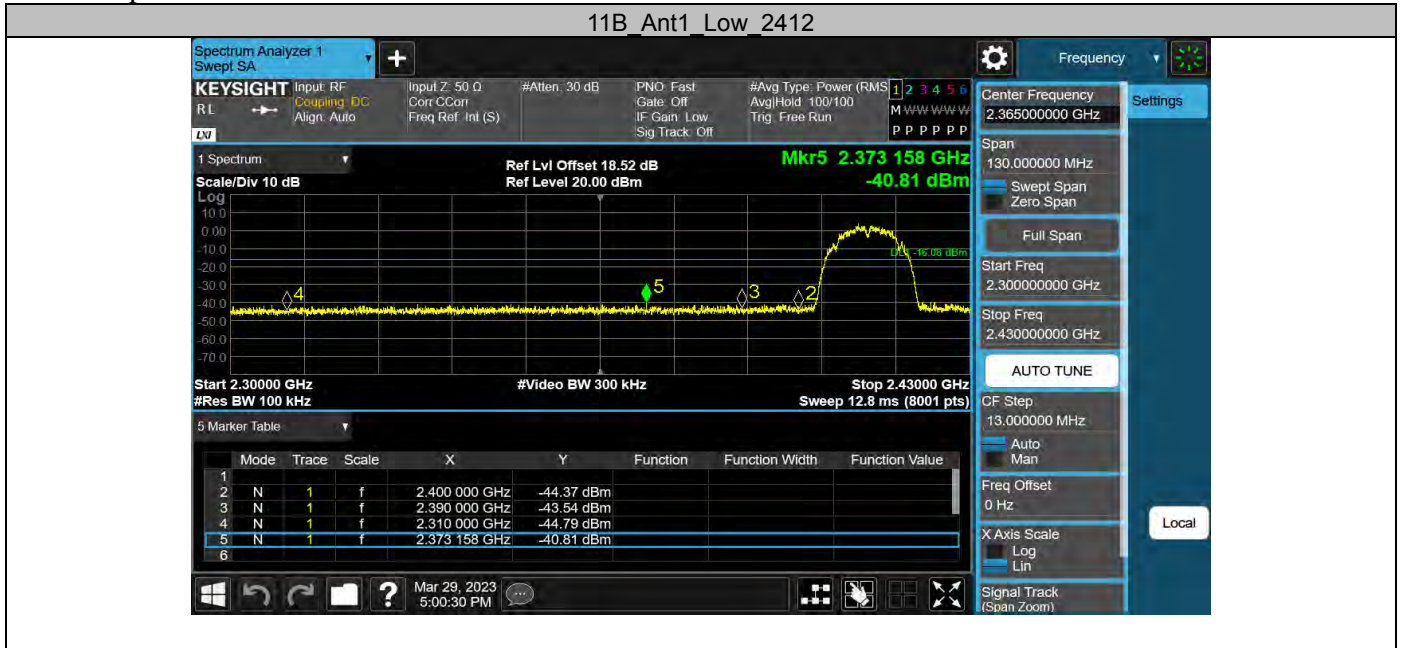 11B_Ant1_Low_2412
Spectrum Analyzer 1
Swept SA
+
Frequency
KEYSIGHT
RL
LXI
Input: RF
Coupling: DC
Align: Auto
Input Z: 50 Ω
Corr CCorr
Freq Ref: Int (S)
#Atten: 30 dB
PNO: Fast
Gate: Off
IF Gain: Low
Sig Track: Off
#Avg Type: Power (RMS
Avg|Hold: 100/100
Trig: Free Run
1 2 3 4 5 6
M W W W W W
P P P P P P
1 Spectrum
Scale/Div 10 dB
Ref Lvl Offset 18.52 dB
Ref Level 20.00 dBm
Mkr5 2.373 158 GHz
-40.81 dBm
Log
10.0
0.00
-10.0
-20.0
-30.0
-40.0
-50.0
-60.0
-70.0
DL1 -16.08 dBm
4
5
3
2
Start 2.30000 GHz
#Res BW 100 kHz
#Video BW 300 kHz
Stop 2.43000 GHz
Sweep 12.8 ms (8001 pts)
5 Marker Table
Mode Trace Scale X Y Function Function Width Function Value
1
2 N 1 f 2.400 000 GHz -44.37 dBm
3 N 1 f 2.390 000 GHz -43.54 dBm
4 N 1 f 2.310 000 GHz -44.79 dBm
5 N 1 f 2.373 158 GHz -40.81 dBm
6
?
Mar 29, 2023
5:00:30 PM
Center Frequency
2.365000000 GHz
Settings
Span
130.000000 MHz
Swept Span
Zero Span
Full Span
Start Freq
2.300000000 GHz
Stop Freq
2.430000000 GHz
AUTO TUNE
CF Step
13.000000 MHz
Auto
Man
Freq Offset
0 Hz
Local
X Axis Scale
Log
Lin
Signal Track
(Span Zoom)